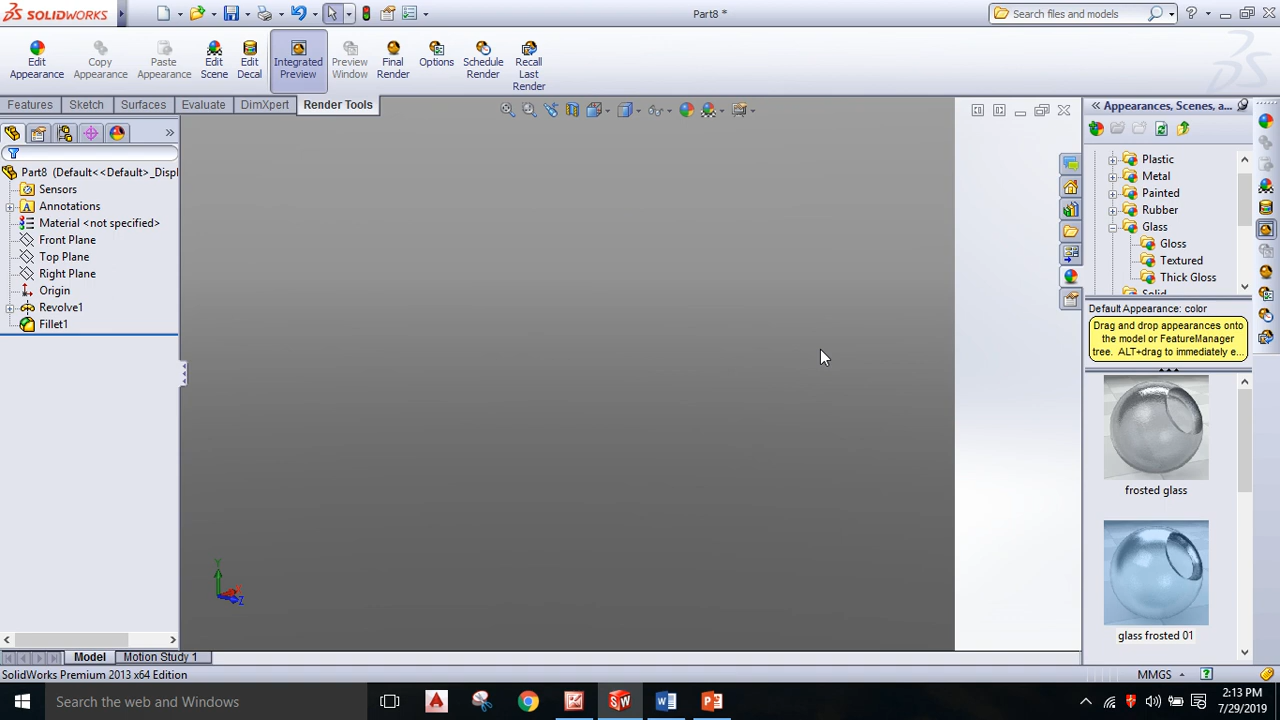 SOLIDWORKS
Part8 *
Search files and models
Edit Appearance
Copy Appearance
Paste Appearance
Edit Scene
Edit Decal
Integrated Preview
Preview Window
Final Render
Options
Schedule Render
Recall Last Render
Features
Sketch
Surfaces
Evaluate
DimXpert
Render Tools
Appearances, Scenes, a...
Part8 (Default<<Default>_Displ
Sensors
Annotations
Material <not specified>
Front Plane
Top Plane
Right Plane
Origin
Revolve1
Fillet1
Plastic
Metal
Painted
Rubber
Glass
Gloss
Textured
Thick Gloss
Default Appearance: color
Drag and drop appearances onto
the model or FeatureManager
tree. ALT+drag to immediately e...
frosted glass
glass frosted 01
Y
Z
Model
Motion Study 1
SolidWorks Premium 2013 x64 Edition
MMGS
Search the web and Windows
2:13 PM
7/29/2019